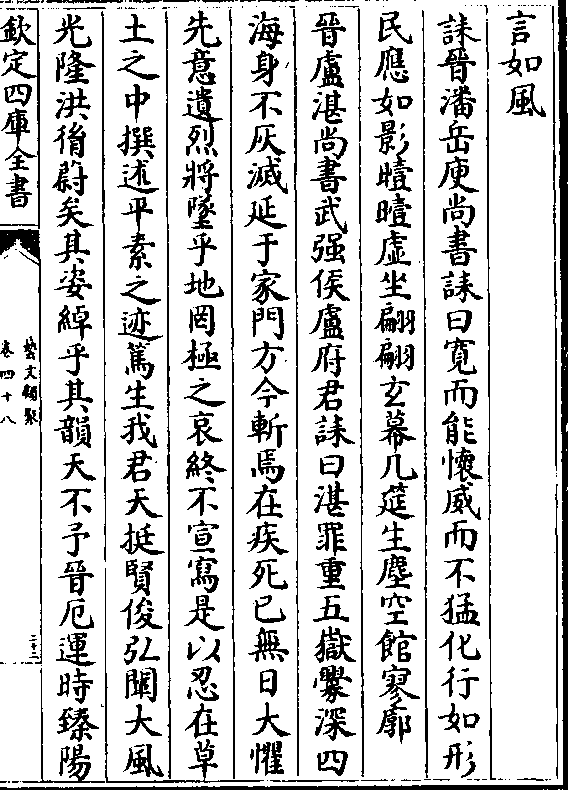 言如風
誄晉潘岳庾尚書誄曰寛而能懷威而不猛化行如形
民應如影曀曀虛坐翩翩玄幕几筵生塵空館寥廓
晉盧湛尚書武强侯盧府君誄曰湛罪重五嶽釁深四
海身不灰滅延于家門方今斬焉在疚死已無日大懼
先意遺烈將墜乎地罔極之哀終不宣寫是以忍在草
土之中撰述平素之迹篤生我君天挺賢俊弘闡大風
光隆洪胄蔚矣其姿綽乎其韻天不予晉厄運時臻陽
欽定四庫全書
藝文類聚
卷四十八
二十三